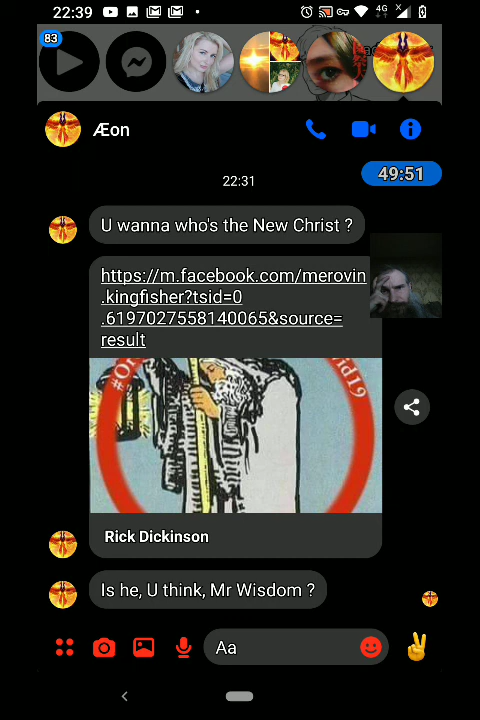 22:39
4G
83
Æon
49:51
22:31
U wanna who's the New Christ ?
https://m.facebook.com/merovin
.kingfisher?tsid=0
.6197027558140065&source=
result
Rick Dickinson
Is he, U think, Mr Wisdom ?
Aa